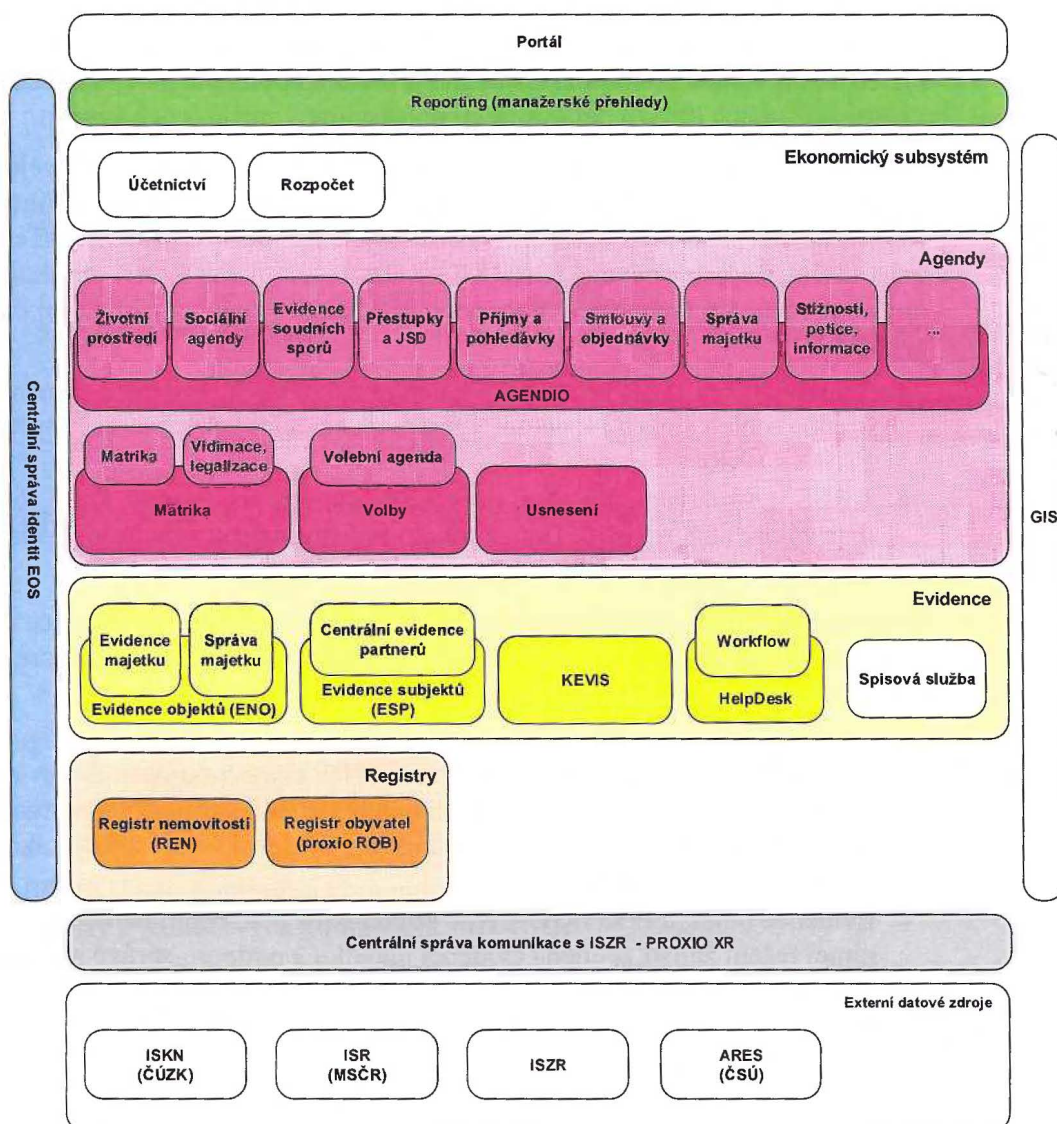 Portál
Reporting (manažerské přehledy)
Centrální správa identit EOS
Ekonomický subsystém
Účetnictví
Rozpočet
GIS
Agendy
Životní
prostředí
Sociální
agendy
Evidence
soudních
sporů
Přestupky
a JSD
Příjmy a
pohledávky
Smlouvy a
objednávky
Správa
majetku
Stížnosti,
petice,
informace
...
AGENDIO
Matrika
Vidimace,
legalizace
Matrika
Volební agenda
Volby
Usnesení
Evidence
Evidence
majetku
Správa
majetku
Evidence objektů (ENO)
Centrální evidence
partnerů
Evidence subjektů
(ESP)
KEVIS
Workflow
HelpDesk
Spisová služba
Registry
Registr nemovitostí
(REN)
Registr obyvatel
(proxio ROB)
Centrální správa komunikace s ISZR - PROXIO XR
Externí datové zdroje
ISKN
(ČÚZK)
ISR
(MSČR)
ISZR
ARES
(ČSÚ)